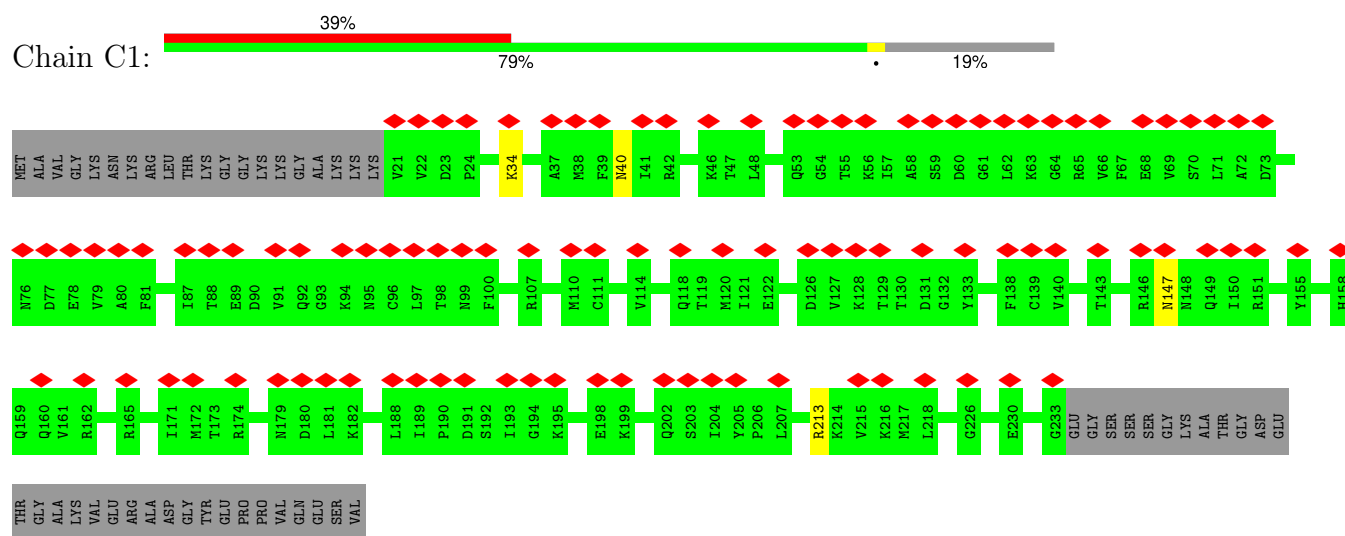 39%
Chain C1:
79% • 19%
MET ALA VAL GLY LYS ASN LYS ARG LEU THR LYS GLY GLY LYS LYS GLY ALA LYS LYS LYS V21 V22 D23 P24 K34 A37 M38 F39 N40 I41 R42 K46 T47 L48 Q53 G54 T55 K56 I57 A58 S59 D60 G61 L62 K63 G64 R65 V66 F67 E68 V69 S70 L71 A72 D73
N76 D77 E78 V79 A80 F81 I87 T88 E89 D90 V91 Q92 G93 K94 N95 C96 L97 T98 N99 F100 R107 M110 C111 V114 Q118 T119 M120 I121 E122 D126 V127 K128 T129 T130 D131 G132 Y133 F138 C139 V140 T143 R146 N147 N148 Q149 I150 R151 Y155 H158
Q159 Q160 V161 R162 R165 I171 M172 T173 R174 N179 D180 L181 K182 L188 I189 P190 D191 S192 I193 G194 K195 E198 K199 Q202 S203 I204 Y205 P206 L207 R213 K214 V215 K216 M217 L218 G226 E230 G233 GLU GLY SER SER SER GLY LYS ALA THR GLY ASP GLU
THR GLY ALA LYS VAL GLU ARG ALA ASP GLY TYR GLU PRO PRO VAL GLN GLU SER VAL